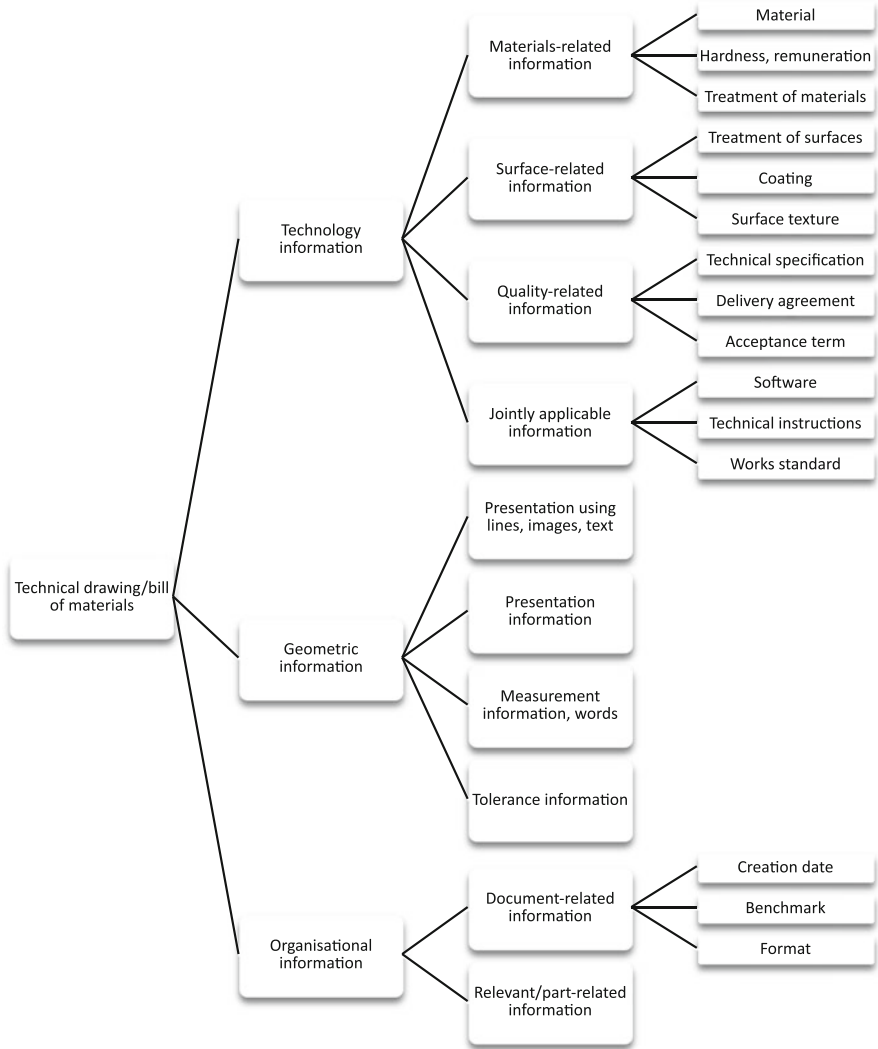 Technical drawing/bill
of materials
Technology
information
Materials-related
information
Material
Hardness, remuneration
Treatment of materials
Surface-related
information
Treatment of surfaces
Coating
Surface texture
Quality-related
information
Technical specification
Delivery agreement
Acceptance term
Jointly applicable
information
Software
Technical instructions
Works standard
Geometric
information
Presentation using
lines, images, text
Presentation
information
Measurement
information, words
Tolerance information
Organisational
information
Document-related
information
Creation date
Benchmark
Format
Relevant/part-related
information